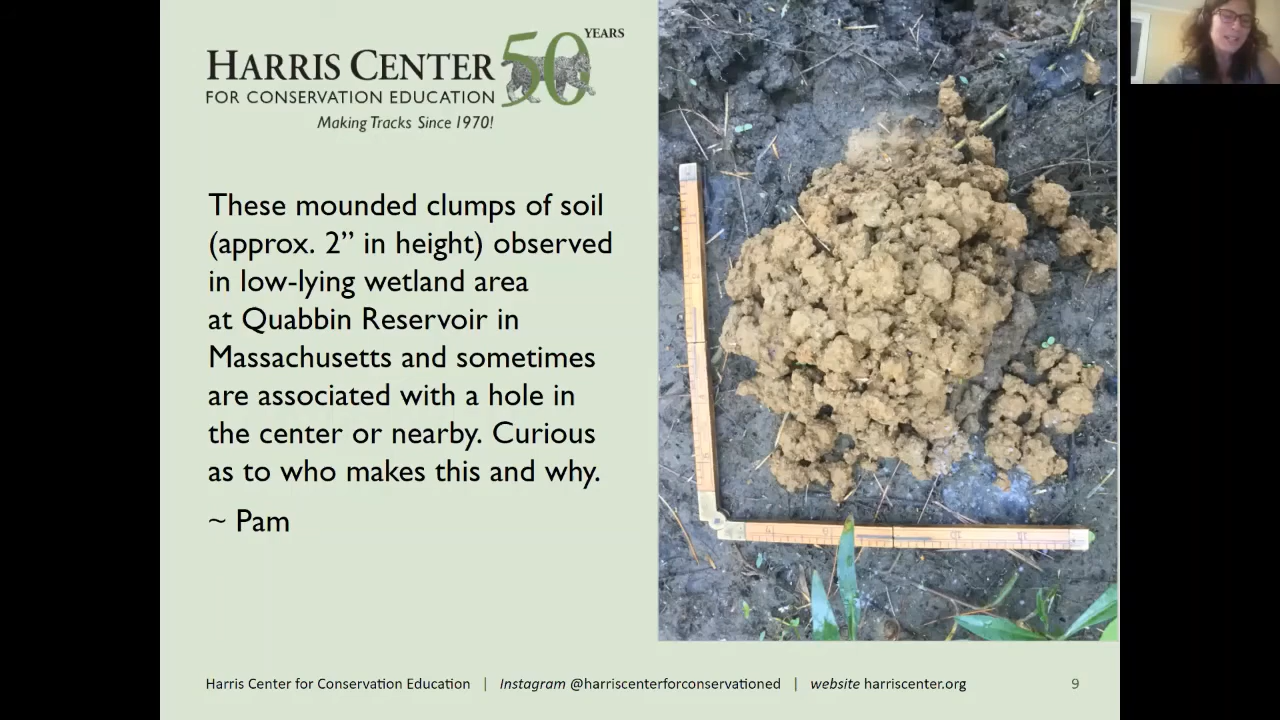 YEARS
HARRIS CENTER 50
FOR CONSERVATION EDUCATION
Making Tracks Since 1970!
These mounded clumps of soil
(approx. 2” in height) observed
in low-lying wetland area
at Quabbin Reservoir in
Massachusetts and sometimes
are associated with a hole in
the center or nearby. Curious
as to who makes this and why.
~ Pam
Harris Center for Conservation Education | Instagram @harriscenterforconservationed | website harriscenter.org 9